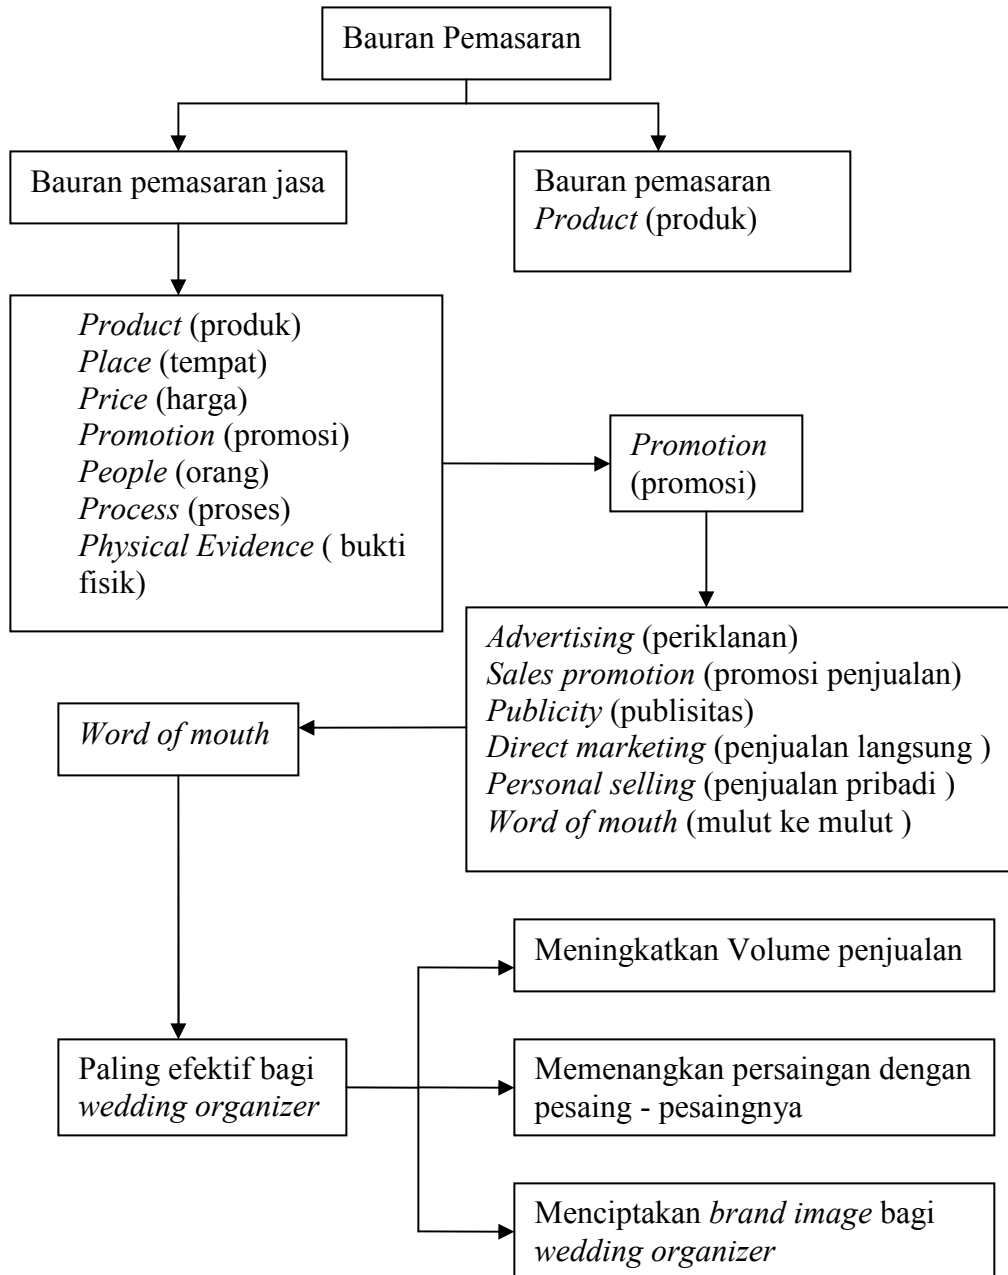 Bauran Pemasaran
Bauran pemasaran jasa
Bauran pemasaran
Product (produk)
Product (produk)
Place (tempat)
Price (harga)
Promotion (promosi)
People (orang)
Process (proses)
Physical Evidence ( bukti
fisik)
Promotion
(promosi)
Advertising (periklanan)
Sales promotion (promosi penjualan)
Publicity (publisitas)
Direct marketing (penjualan langsung )
Personal selling (penjualan pribadi )
Word of mouth (mulut ke mulut )
Word of mouth
Paling efektif bagi
wedding organizer
Meningkatkan Volume penjualan
Memenangkan persaingan dengan
pesaing - pesaingnya
Menciptakan brand image bagi
wedding organizer